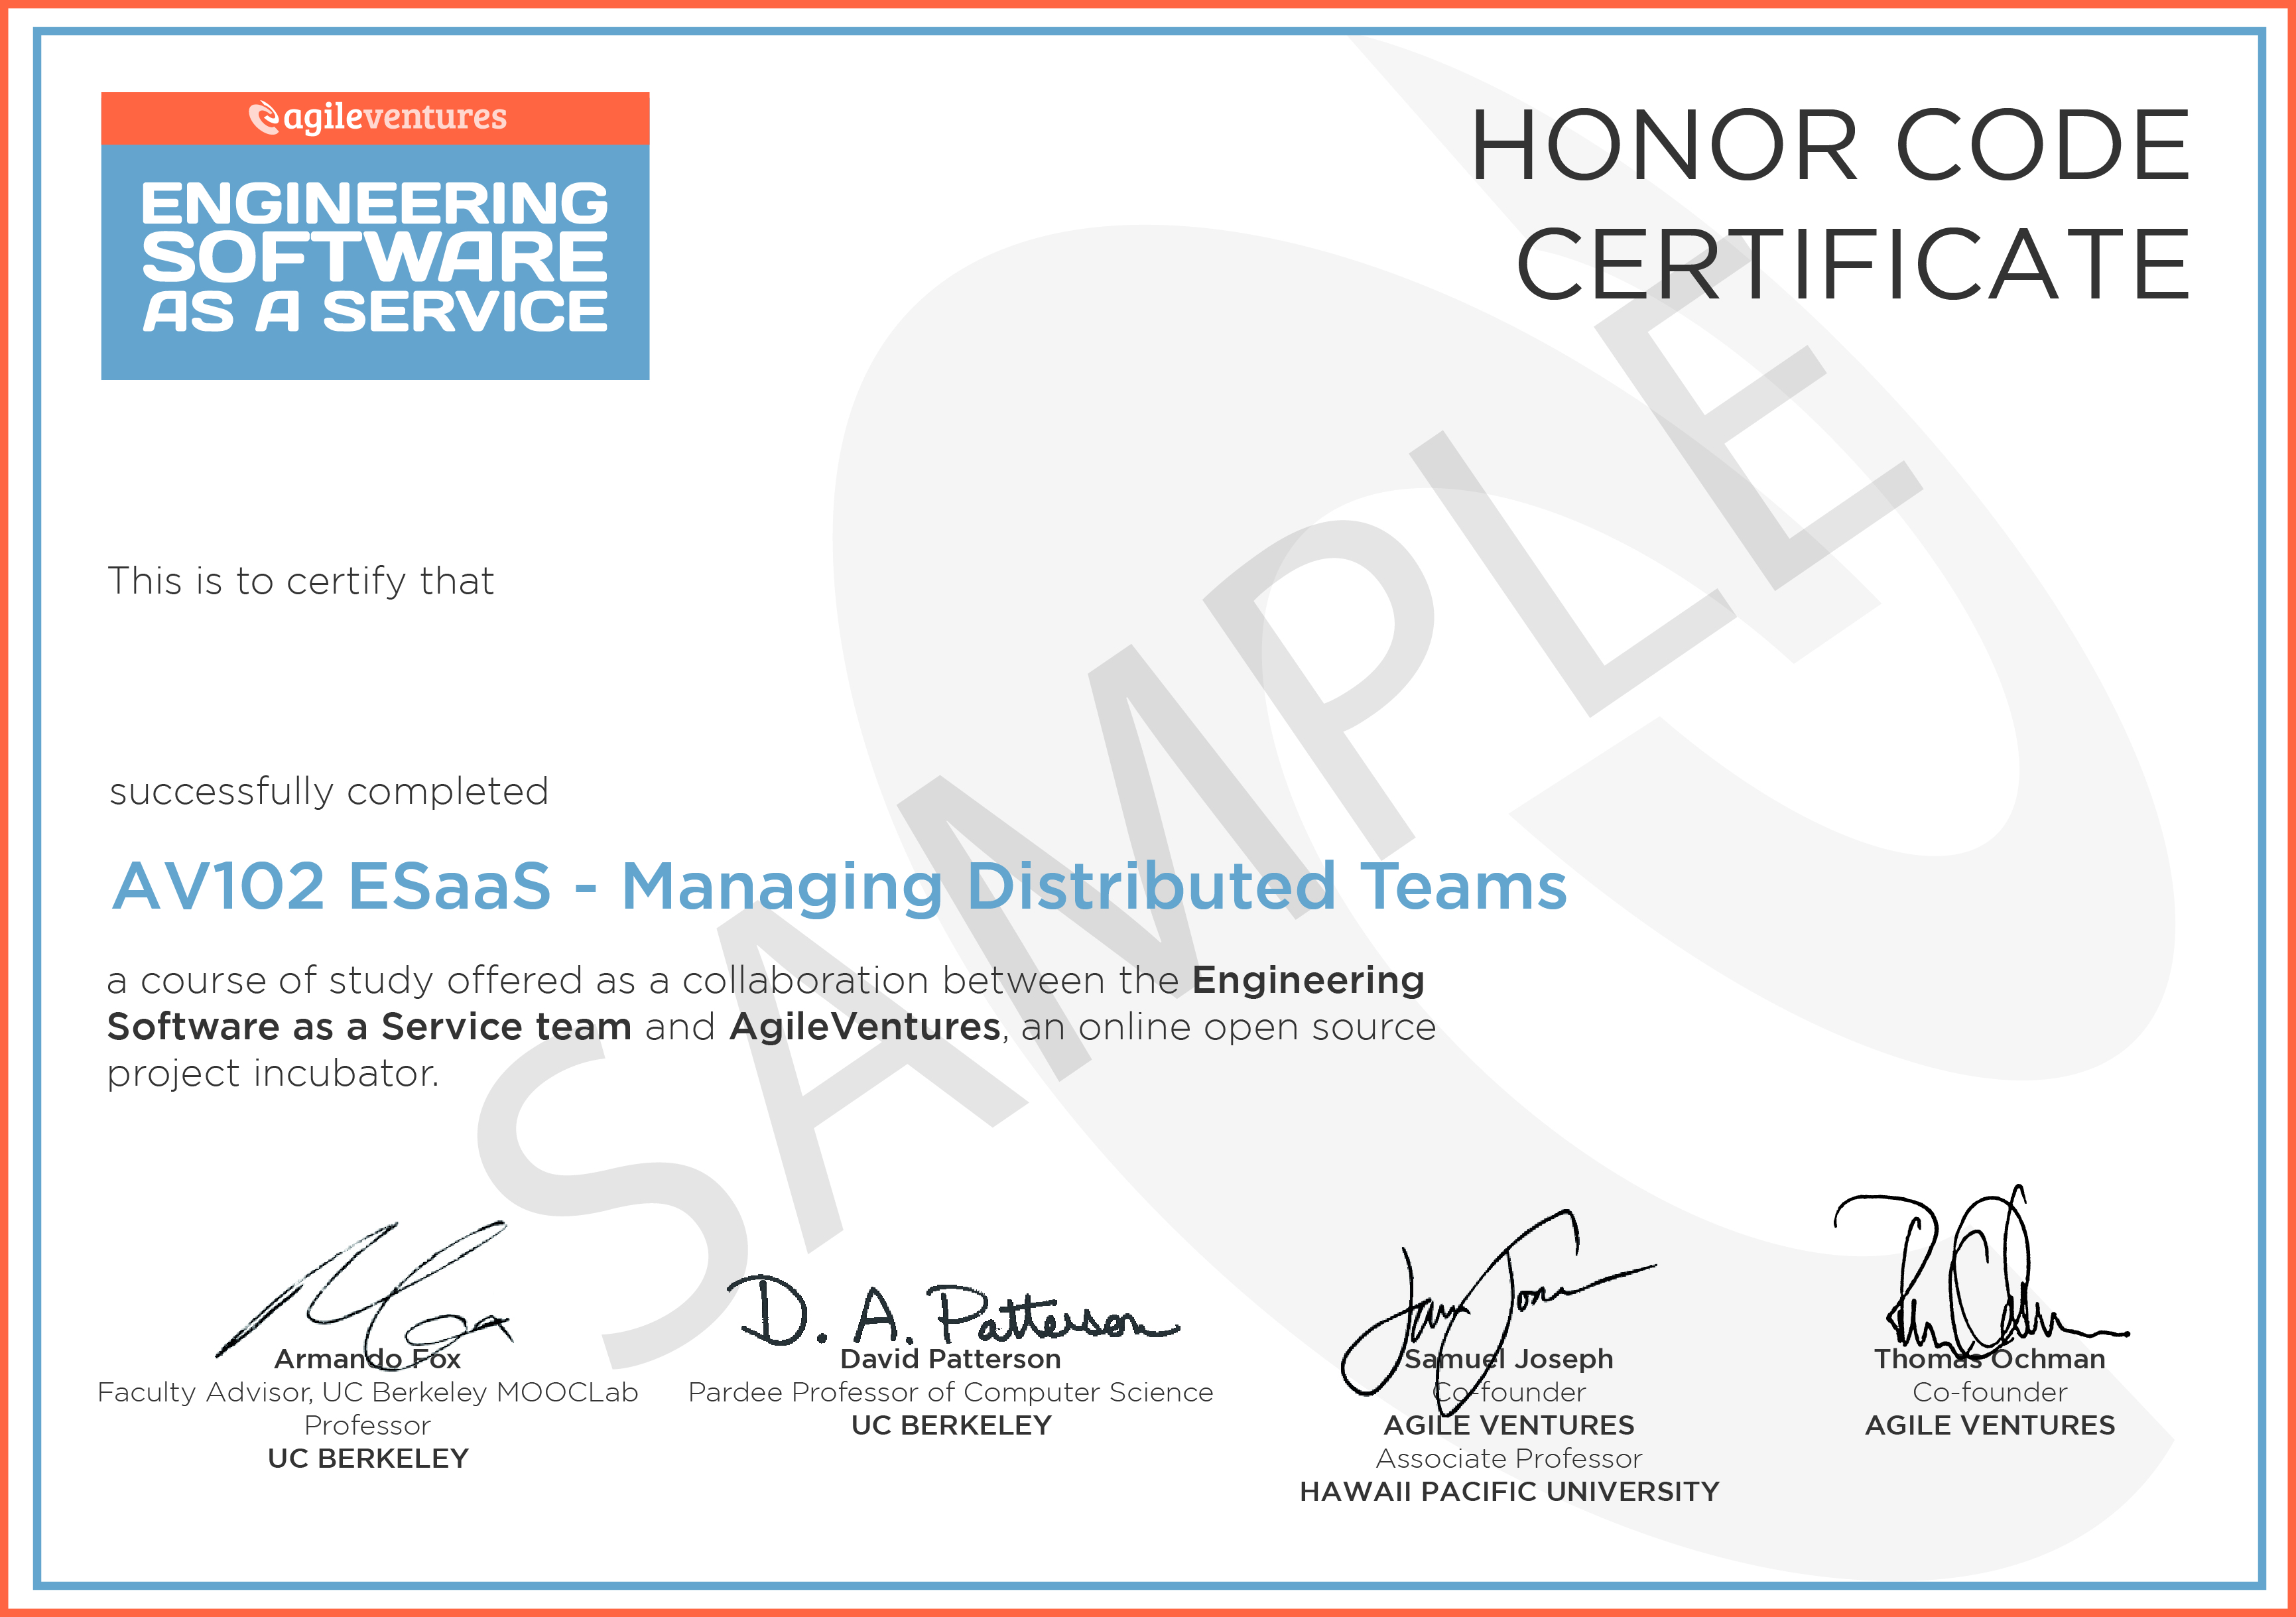 agileventures
ENGINEERING
SOFTWARE
AS A SERVICE
HONOR CODE
CERTIFICATE
This is to certify that
successfully completed
AV102 ESaaS - Managing Distributed Teams
a course of study offered as a collaboration between the Engineering
Software as a Service team and AgileVentures, an online open source
project incubator.
SAMPLE
D. A. Patterson
Armando Fox
Faculty Advisor, UC Berkeley MOOCLab
Professor
UC BERKELEY
David Patterson
Pardee Professor of Computer Science
UC BERKELEY
Samuel Joseph
Co-founder
AGILE VENTURES
Associate Professor
HAWAII PACIFIC UNIVERSITY
Thomas Ochman
Co-founder
AGILE VENTURES